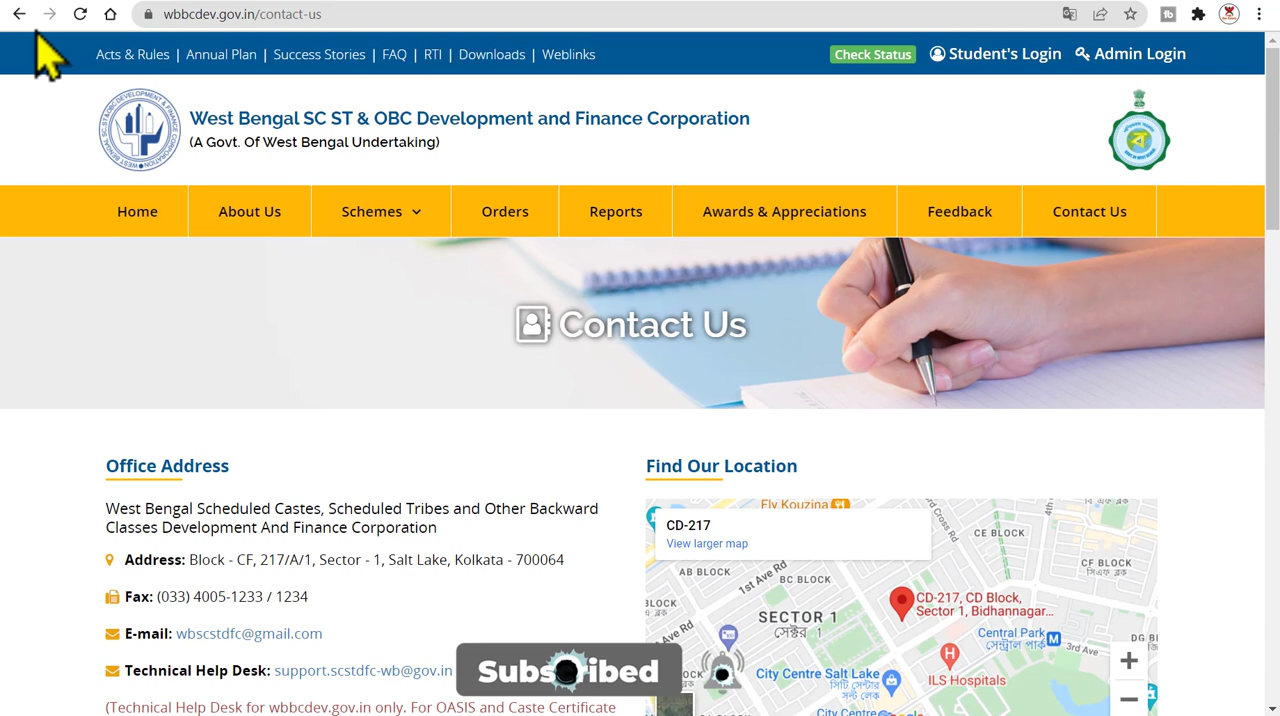 wbbcdev.gov.in/contact-us
Acts & Rules | Annual Plan | Success Stories | FAQ | RTI | Downloads | Weblinks
Check Status Student's Login Admin Login
West Bengal SC ST & OBC Development and Finance Corporation
(A Govt. Of West Bengal Undertaking)
Home About Us Schemes Orders Reports Awards & Appreciations Feedback Contact Us
Contact Us
Office Address
West Bengal Scheduled Castes, Scheduled Tribes and Other Backward
Classes Development And Finance Corporation
Address: Block - CF, 217/A/1, Sector - 1, Salt Lake, Kolkata - 700064
Fax: (033) 4005-1233 / 1234
E-mail: wbscstdfc@gmail.com
Technical Help Desk: support.scstdfc-wb@gov.in
(Technical Help Desk for wbbcdev.gov.in only. For OASIS and Caste Certificate
Subscribed
Find Our Location
Fly Kouzina
CD-217
View larger map
CE BLOCK
CF BLOCK
সিএফ ব্লক
AB BLOCK
BC BLOCK
1st Ave Rd
BLOCK
SECTOR 1
সেক্টর 1
CD-217, CD Block,
Sector 1, Bidhannagar...
Central Park
সেন্ট্রাল পার্ক
3rd Ave
DG B
ILS Hospitals
City Centre Salt Lake
সিটি সেন্টার
সল্ট লেক